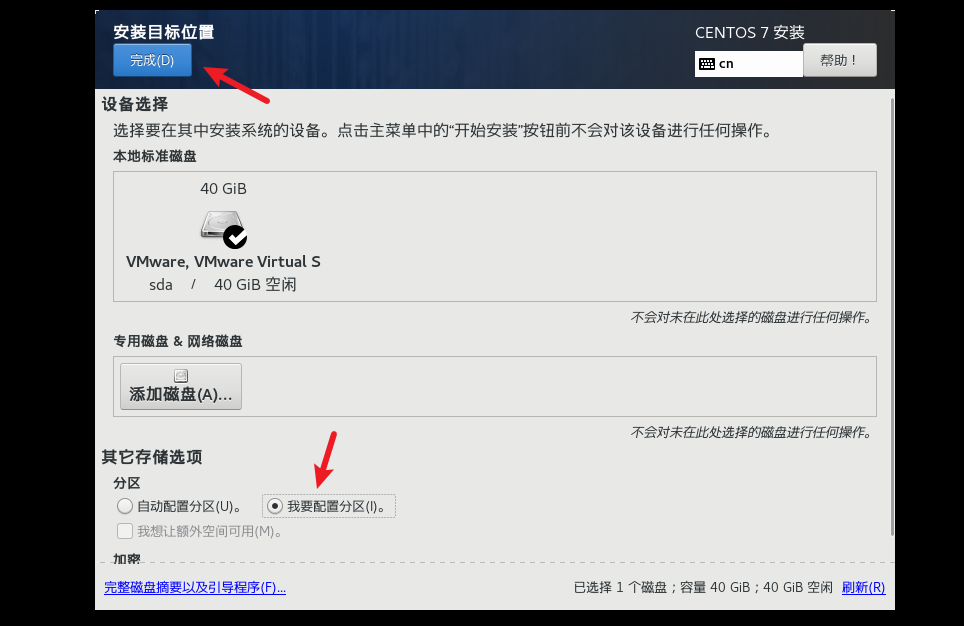 安装目标位置
CENTOS 7 安装
完成(D)
cn
帮助！
设备选择
选择要在其中安装系统的设备。点击主菜单中的“开始安装”按钮前不会对该设备进行任何操作。
本地标准磁盘
40 GiB
VMware, VMware Virtual S
sda / 40 GiB 空闲
不会对未在此处选择的磁盘进行任何操作。
专用磁盘 & 网络磁盘
添加磁盘(A)...
不会对未在此处选择的磁盘进行任何操作。
其它存储选项
分区
自动配置分区(U)。 我要配置分区(I)。
我想让额外空间可用(M)。
加密
完整磁盘摘要以及引导程序(F)... 已选择 1 个磁盘；容量 40 GiB；40 GiB 空闲 刷新(R)